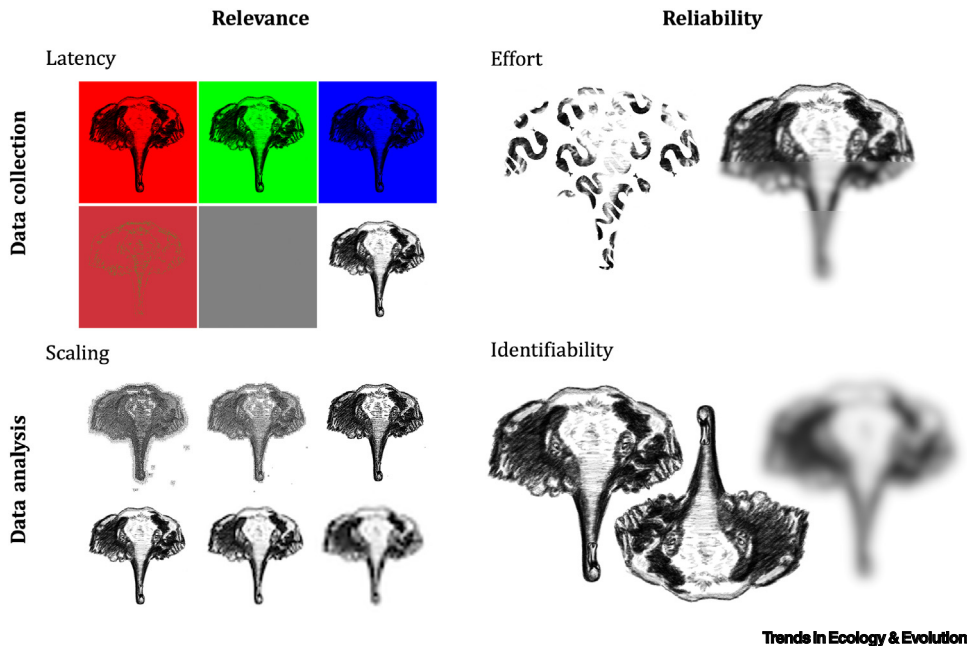 Relevance
Reliability
Latency
Effort
Data collection
Scaling
Identifiability
Data analysis
Trends in Ecology & Evolution